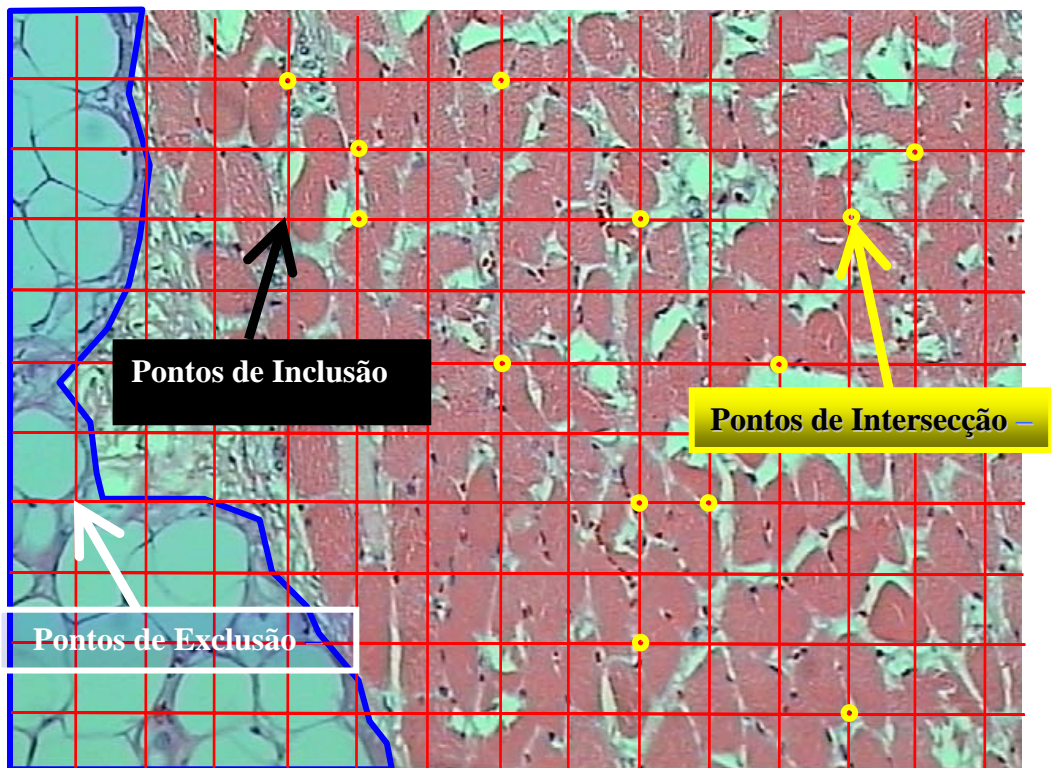 Pontos de Inclusão
Pontos de Intersecção –
Pontos de Exclusão